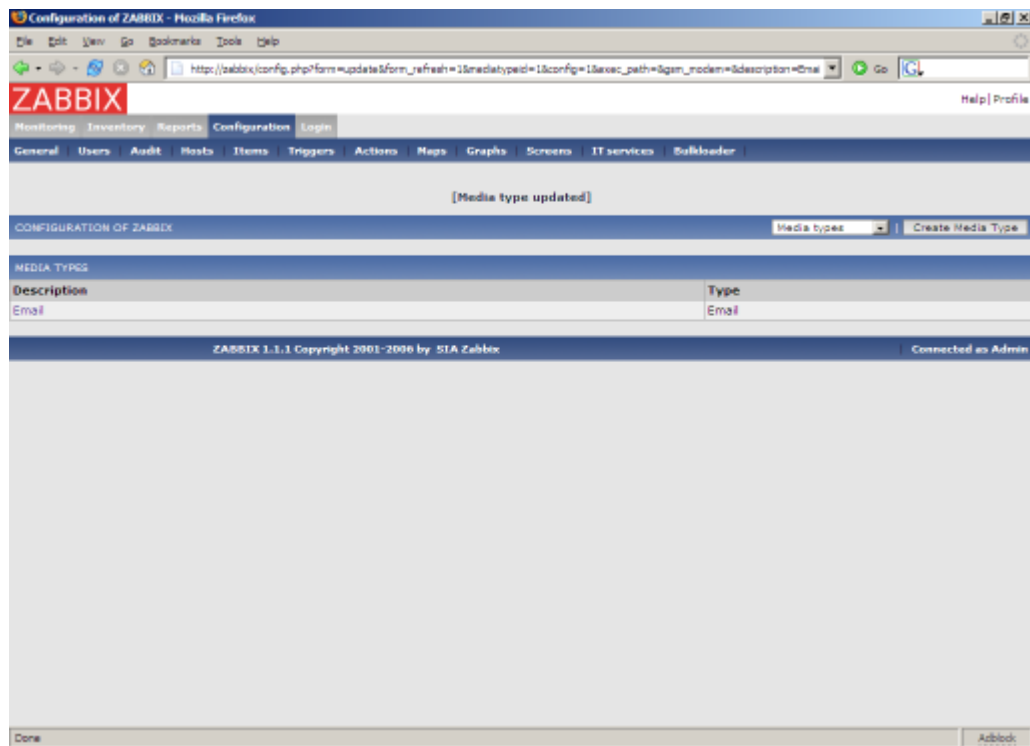 Configuration of ZABBIX - Mozilla Firefox
File Edit View Go Bookmarks Tools Help
http://zabbix/config.php?form=update&form_refresh=1&mediatypeid=1&config=1&exec_path=&gsm_modem=&description=Emai Go
ZABBIX
Help | Profile
Monitoring Inventory Reports Configuration Login
General | Users | Audit | Hosts | Items | Triggers | Actions | Maps | Graphs | Screens | IT services | Bulkloader |
[Media type updated]
CONFIGURATION OF ZABBIX Media types | Create Media Type
MEDIA TYPES
Description Type
Email Email
ZABBIX 1.1.1 Copyright 2001-2006 by SIA Zabbix | Connected as Admin
Done Adblock